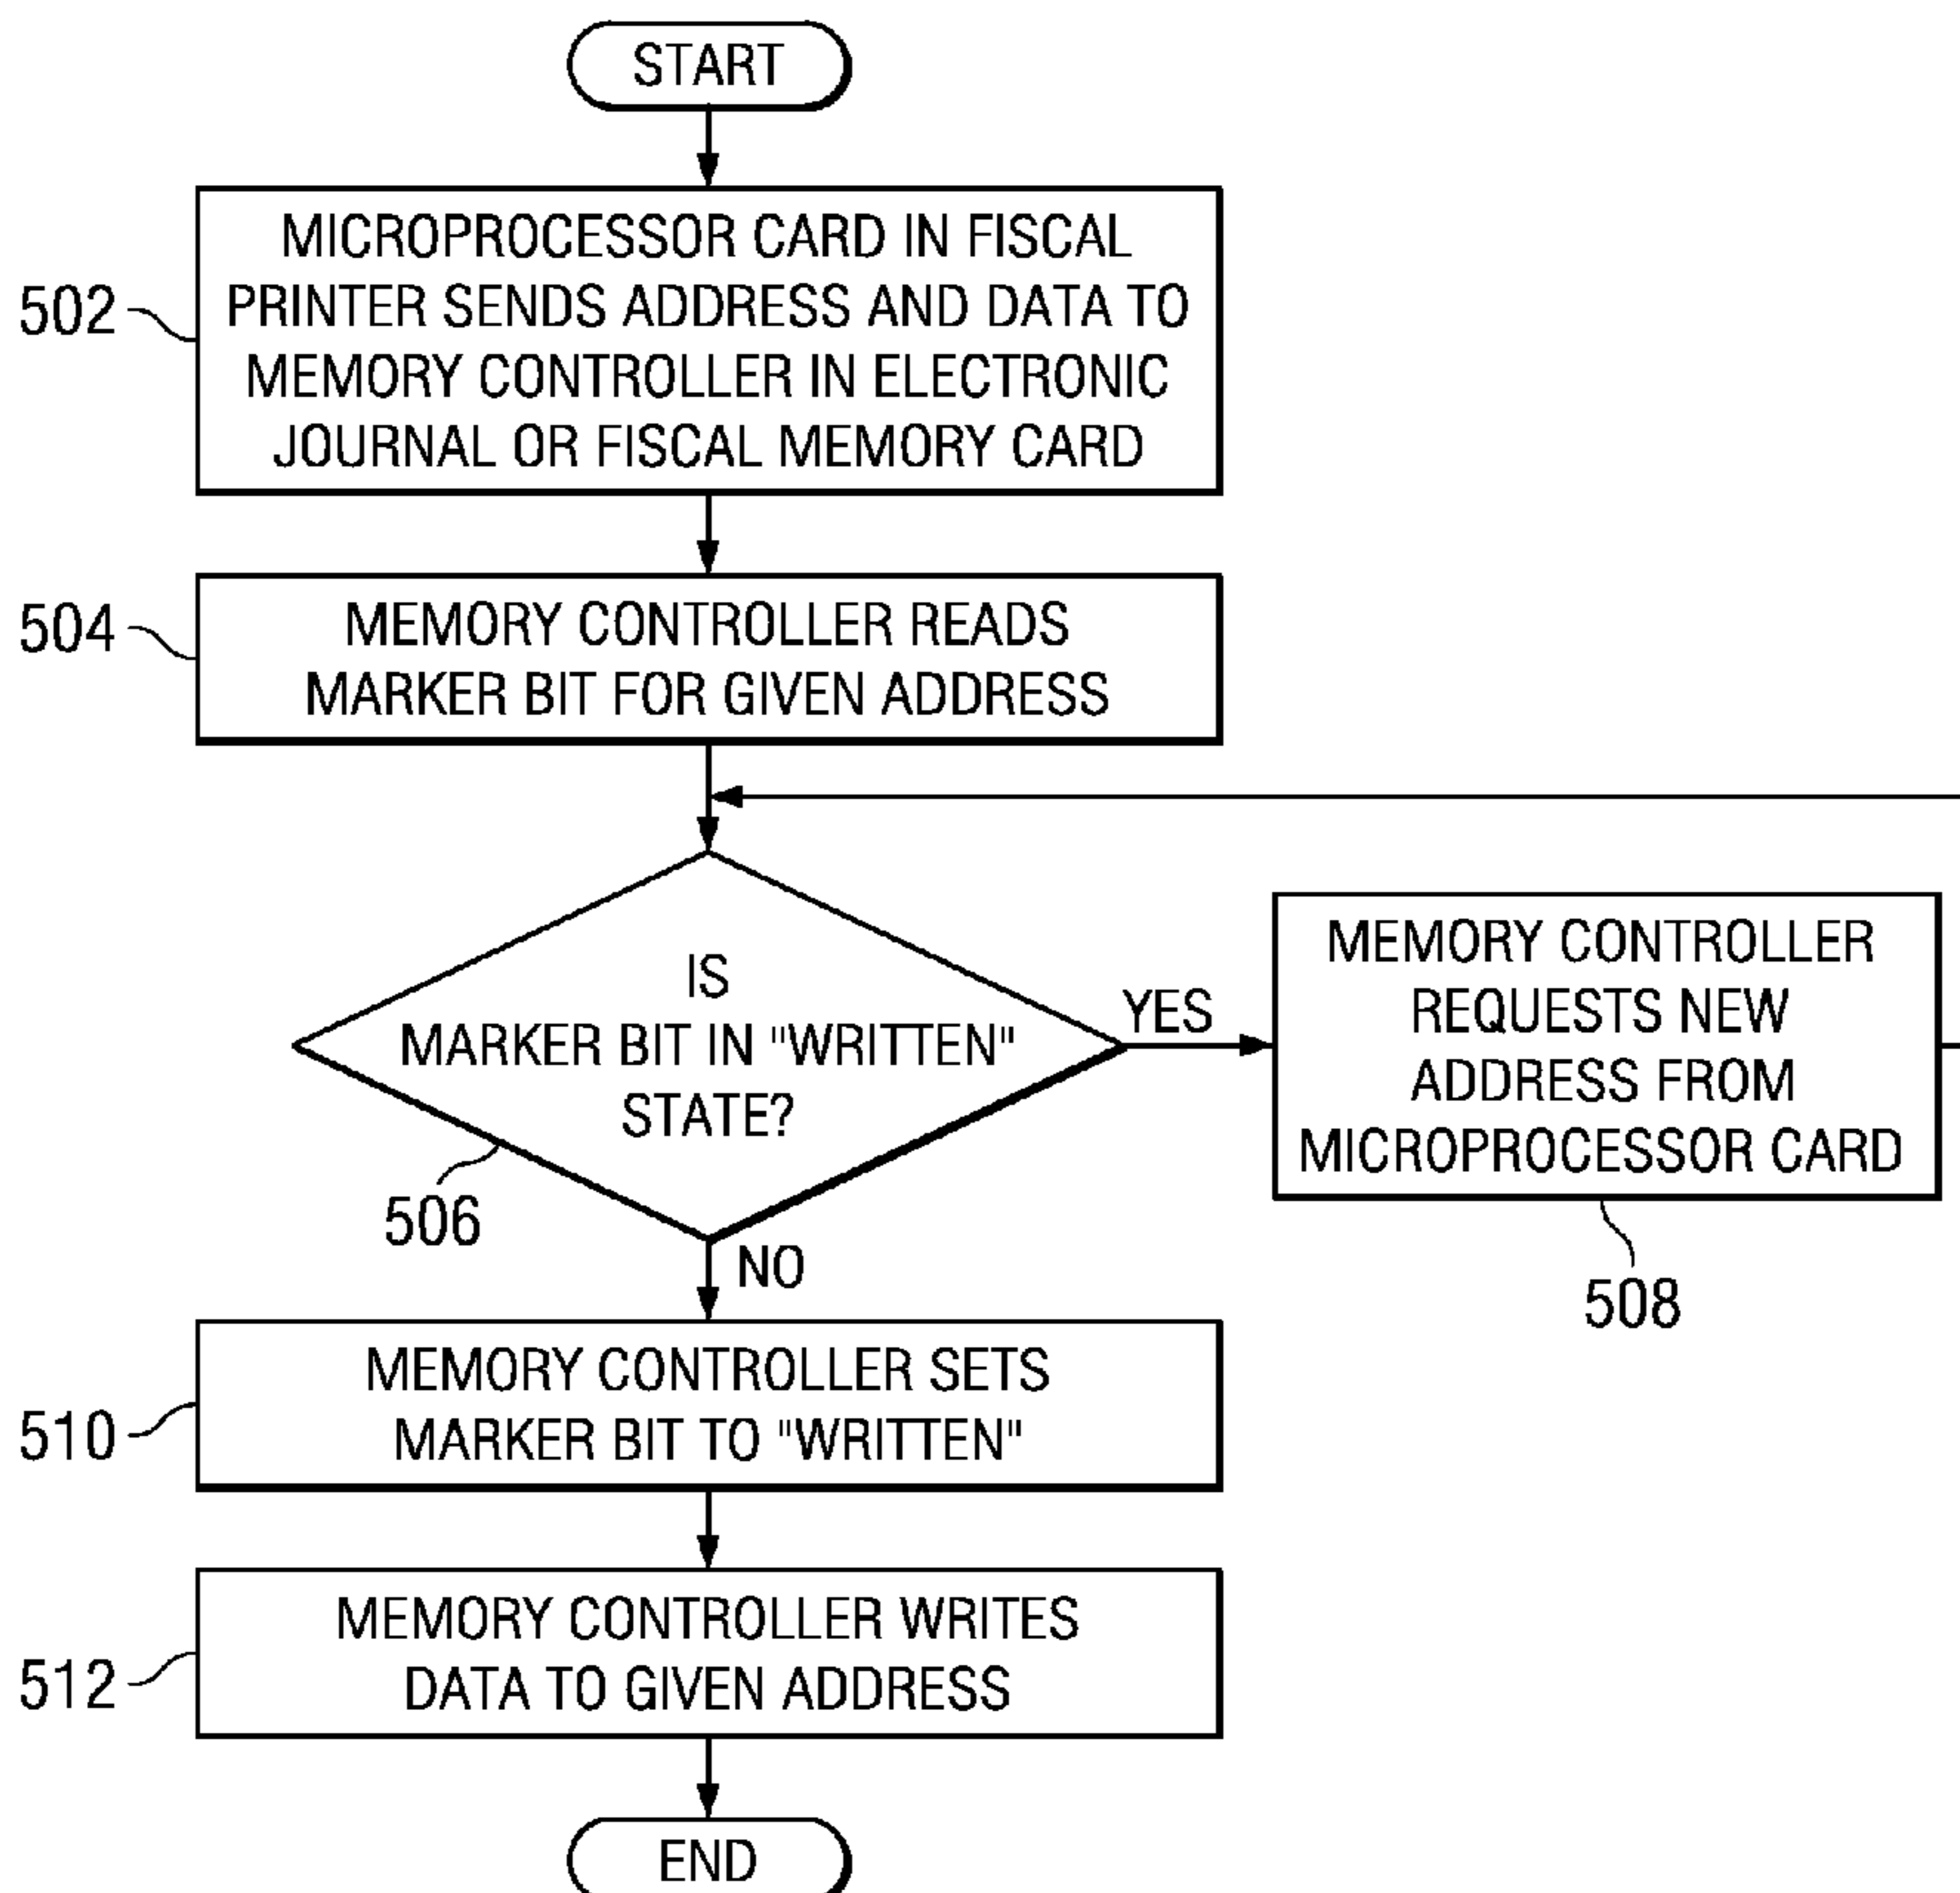 START
502
MICROPROCESSOR CARD IN FISCAL
PRINTER SENDS ADDRESS AND DATA TO
MEMORY CONTROLLER IN ELECTRONIC
JOURNAL OR FISCAL MEMORY CARD
504
MEMORY CONTROLLER READS
MARKER BIT FOR GIVEN ADDRESS
IS
MARKER BIT IN "WRITTEN"
STATE?
506
YES
MEMORY CONTROLLER
REQUESTS NEW
ADDRESS FROM
MICROPROCESSOR CARD
508
NO
510
MEMORY CONTROLLER SETS
MARKER BIT TO "WRITTEN"
512
MEMORY CONTROLLER WRITES
DATA TO GIVEN ADDRESS
END